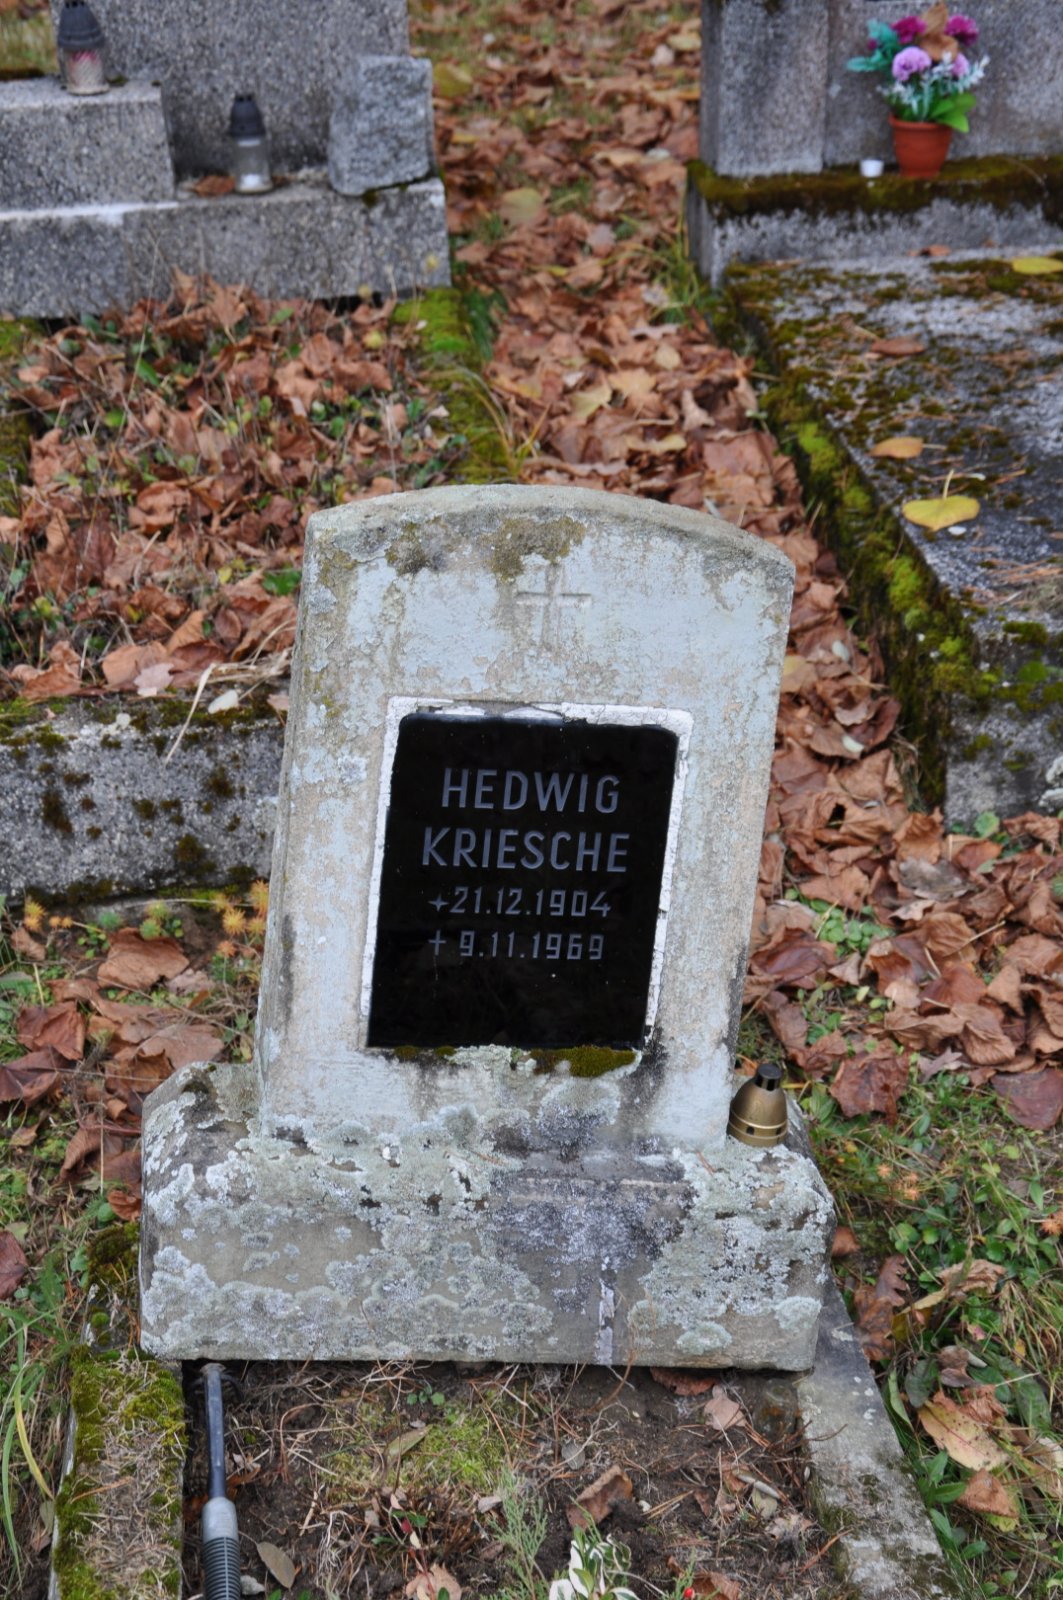 HEDWIG
KRIESCHE
+21.12.1904
† 9.11.1969